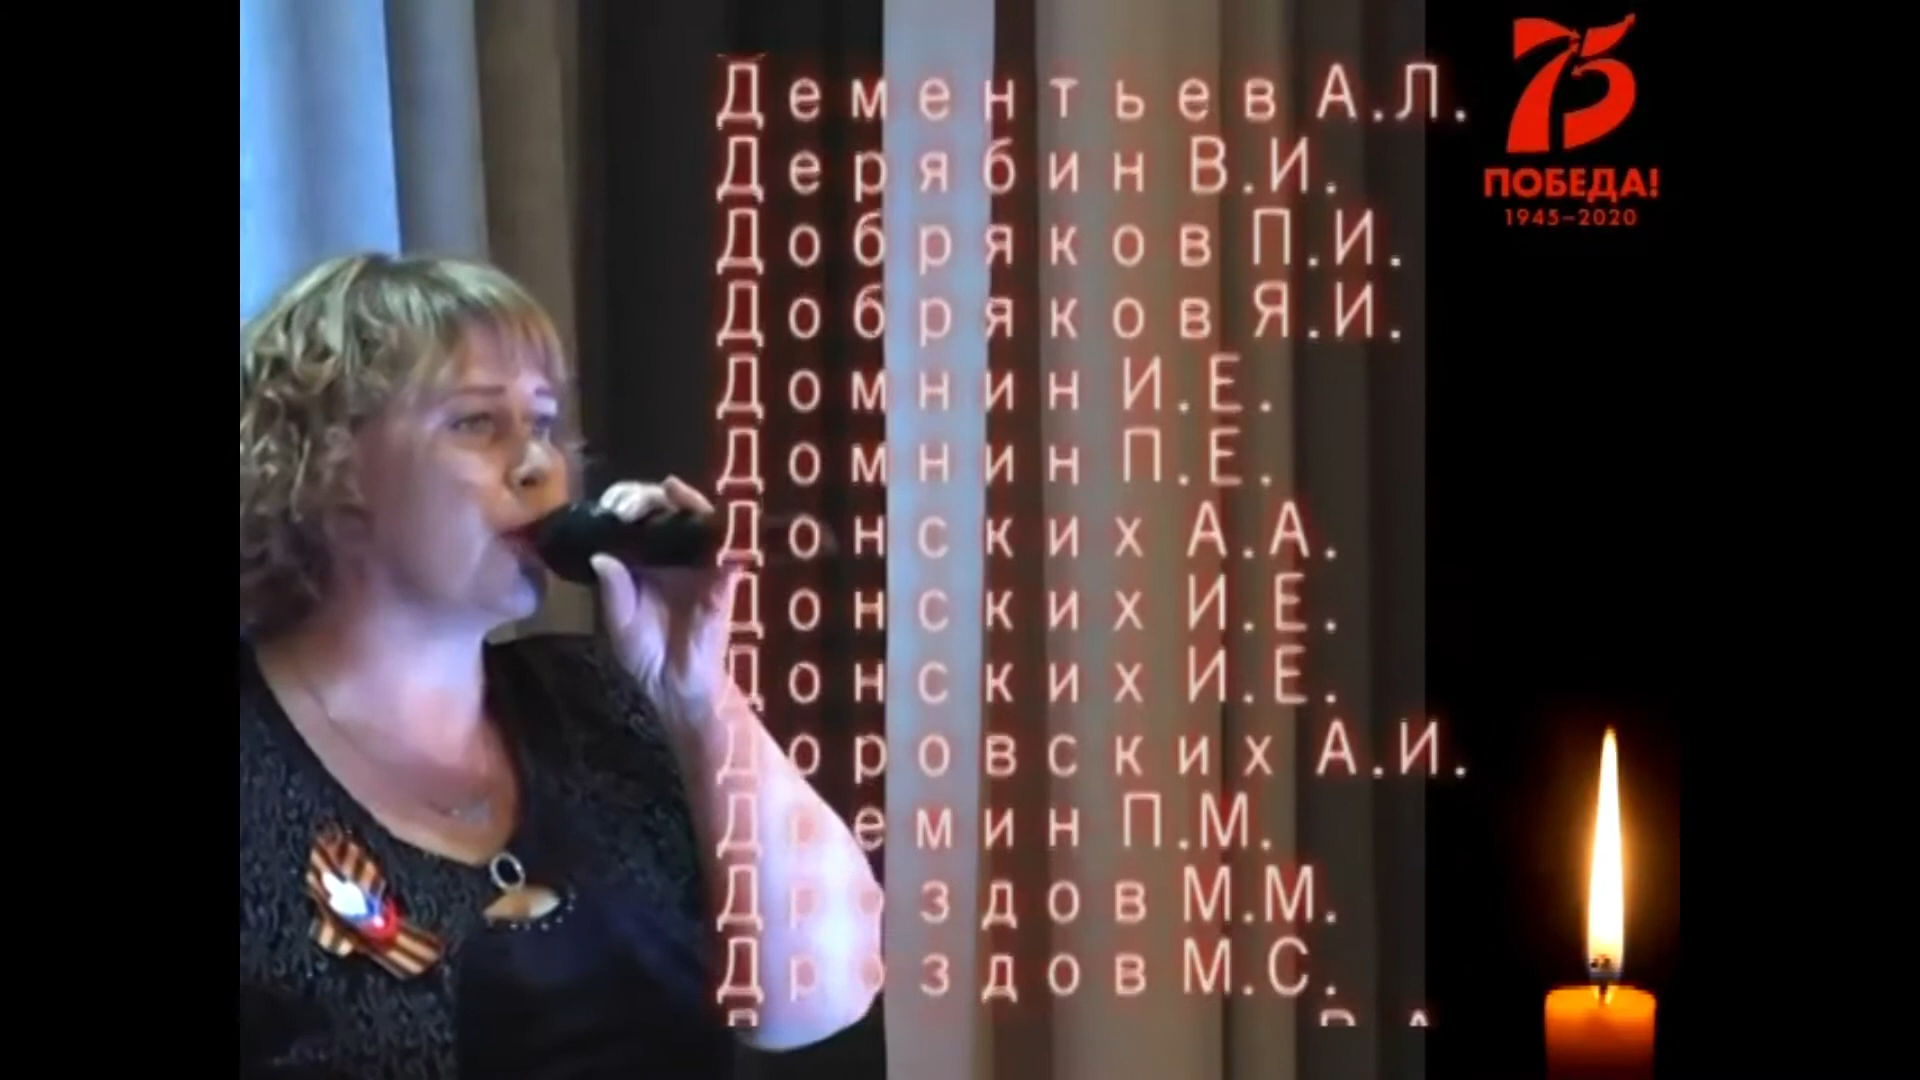 Дементьев А.Л.
Дерябин В.И.
Добряков П.И.
Добряков Я.И.
Домнин И.Е.
Домнин П.Е.
Донских А.А.
Донских И.Е.
Донских И.Е.
Доровских А.И.
Дремин П.М.
Дроздов М.М.
Дроздов М.С.
75
ПОБЕДА!
1945–2020